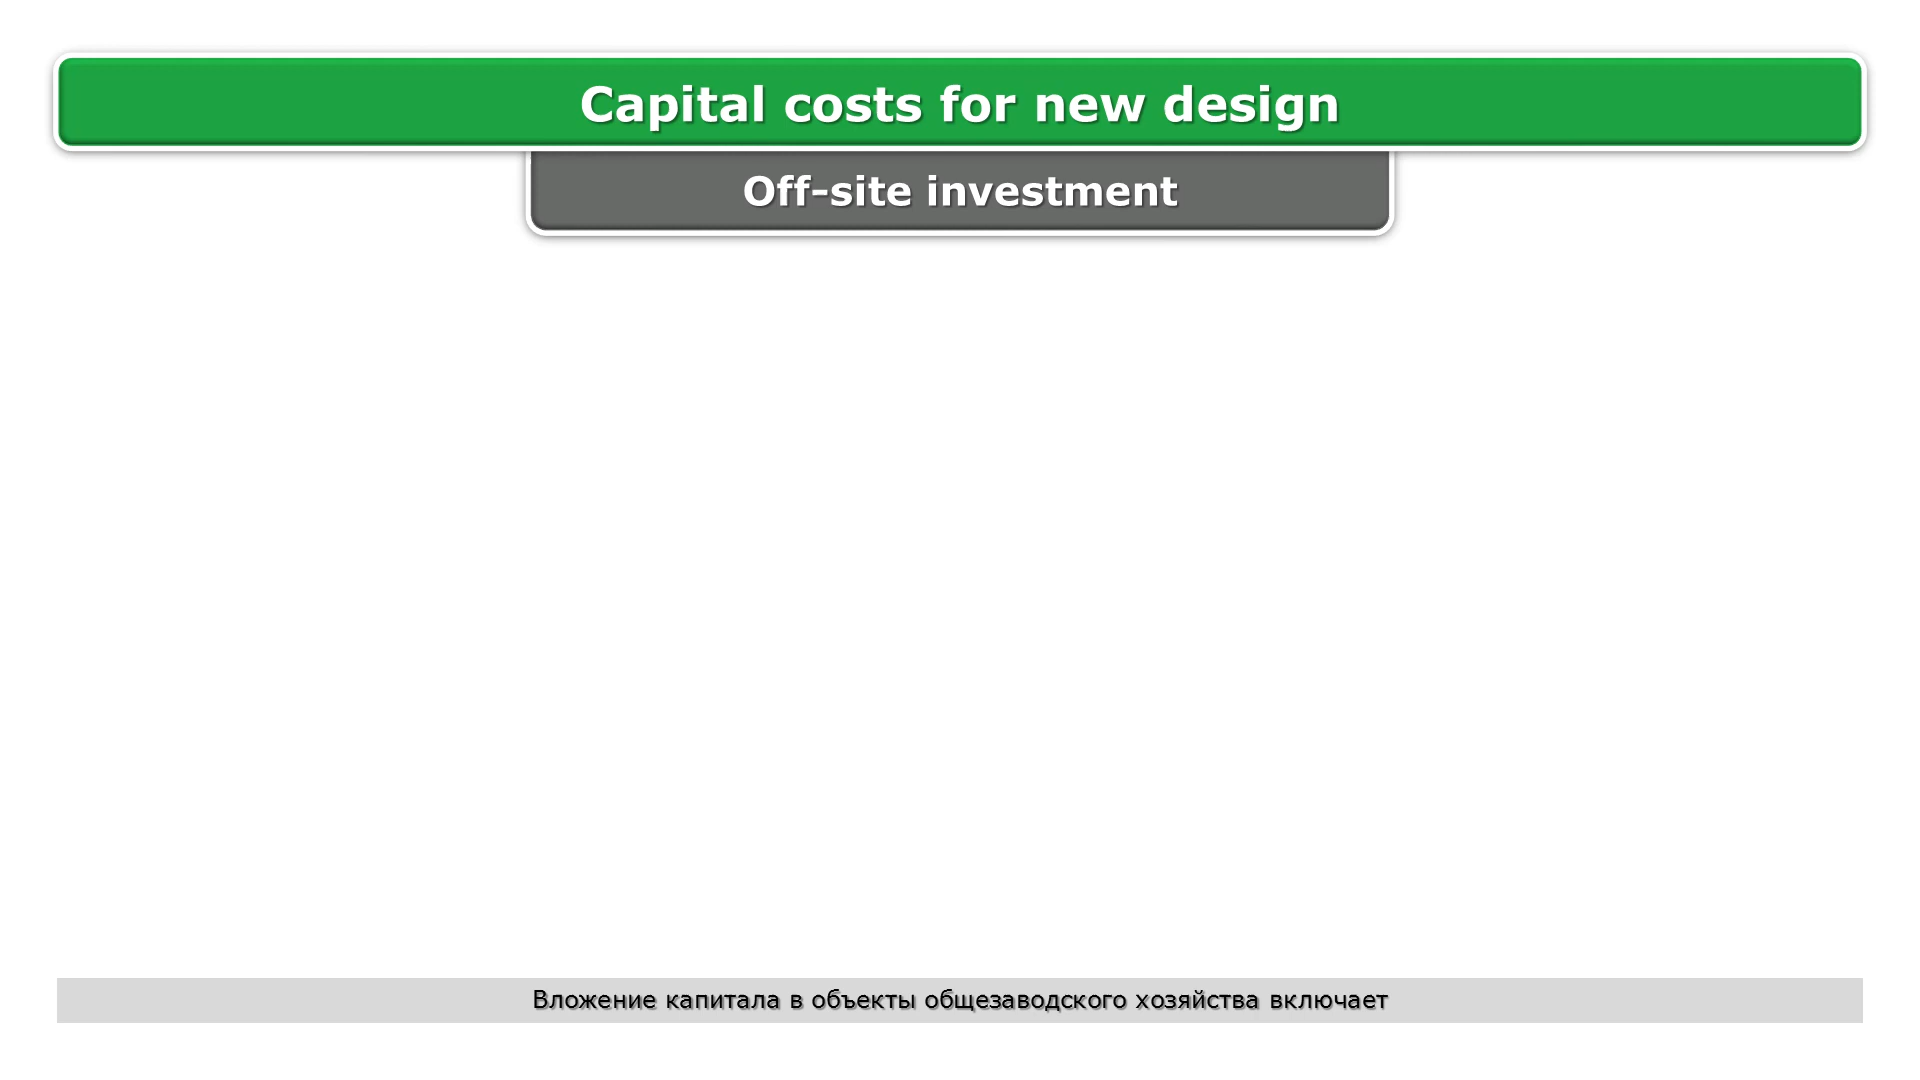 Capital costs for new design
Off-site investment
Вложение капитала в объекты общезаводского хозяйства включает